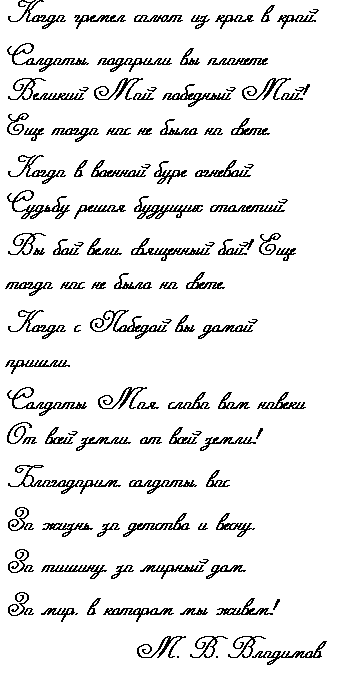 Когда гремел салют из края в край.
Солдаты, подарили вы планете
Великий Май, победный Май!
Еще тогда нас не было на свете,
Когда в военной буре огневой,
Судьбу решая будущих столетий,
Вы бой вели, священный бой! Еще
тогда нас не было на свете,
Когда с Победой вы домой
пришли.
Солдаты Мая, слава вам навеки
От всей земли, от всей земли!
Благодарим, солдаты, вас
За жизнь, за детство и весну,
За тишину, за мирный дом,
За мир, в котором мы живем!
М. В. Владимов